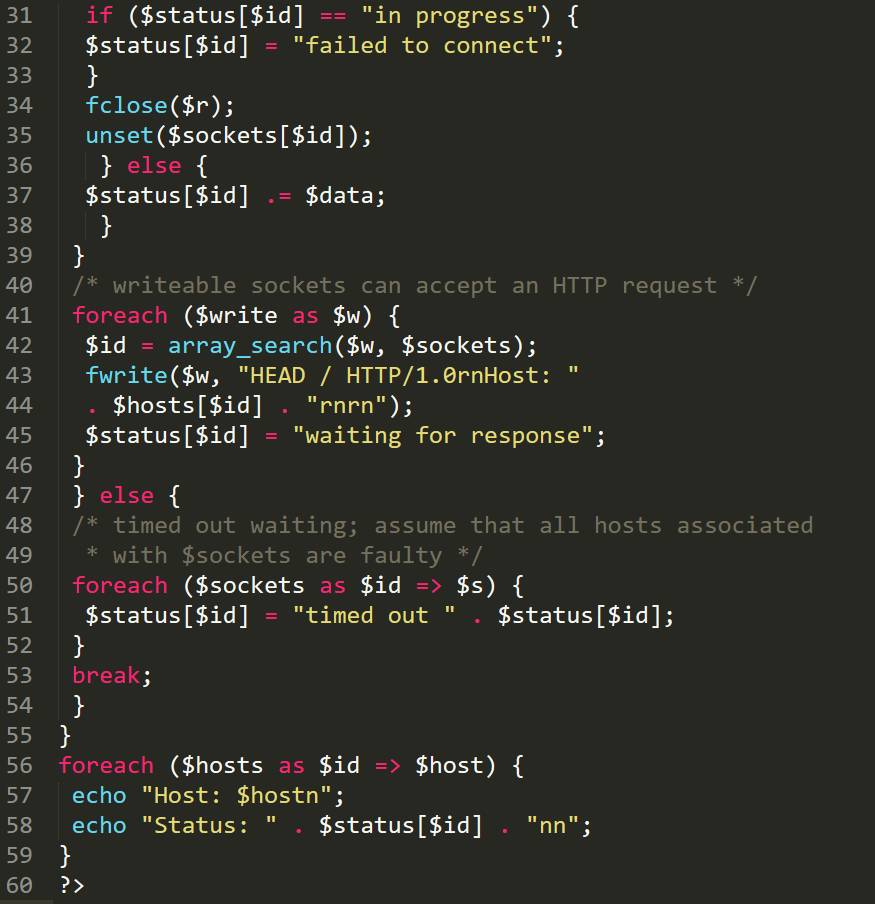 31 if ($status[$id] == "in progress") {
32 $status[$id] = "failed to connect";
33 }
34 fclose($r);
35 unset($sockets[$id]);
36 } else {
37 $status[$id] .= $data;
38 }
39 }
40 /* writeable sockets can accept an HTTP request */
41 foreach ($write as $w) {
42 $id = array_search($w, $sockets);
43 fwrite($w, "HEAD / HTTP/1.0rnHost: "
44 . $hosts[$id] . "rnrn");
45 $status[$id] = "waiting for response";
46 }
47 } else {
48 /* timed out waiting; assume that all hosts associated
49 * with $sockets are faulty */
50 foreach ($sockets as $id => $s) {
51 $status[$id] = "timed out " . $status[$id];
52 }
53 break;
54 }
55 }
56 foreach ($hosts as $id => $host) {
57 echo "Host: $hostn";
58 echo "Status: " . $status[$id] . "nn";
59 }
60 ?>